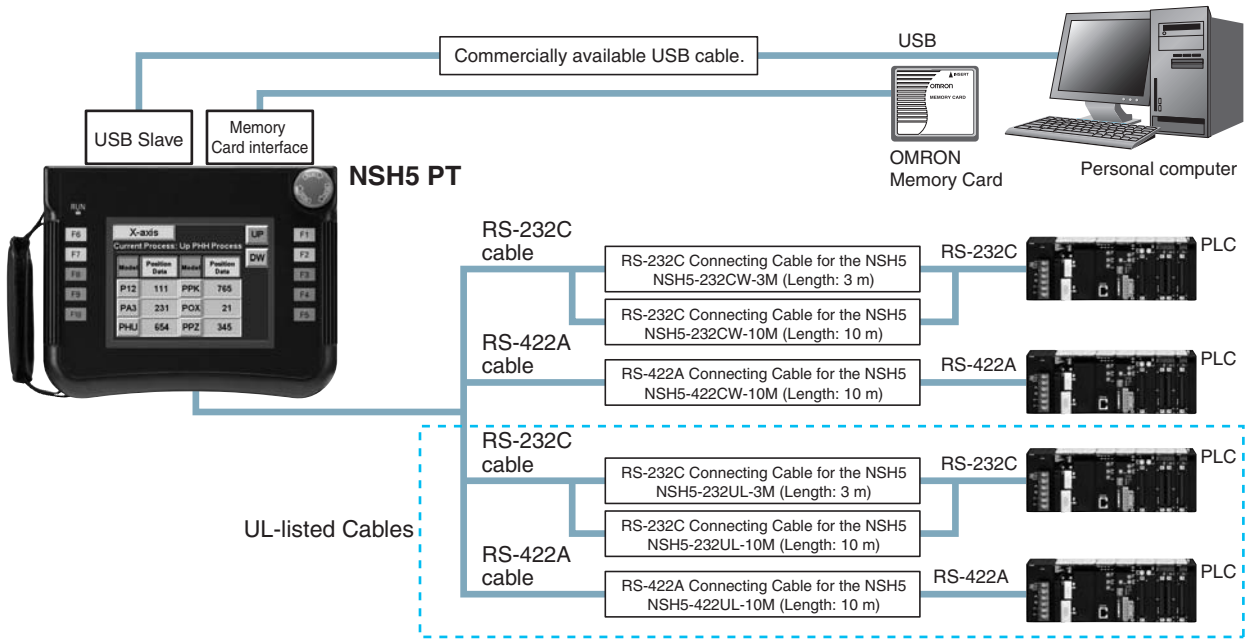 Commercially available USB cable.
USB
INSERT
OMRON
MEMORY CARD
OMRON
Memory Card
Personal computer
USB Slave
Memory
Card interface
NSH5 PT
RUN
F6
F7
F8
F9
F10
X-axis
UP
Current Process: Up PHH Process
DW
Model Position Data Model Position Data
P12 111 PPK 765
PA3 231 POX 21
PHU 654 PPZ 345
F1
F2
F3
F4
F5
RS-232C
cable
RS-232C Connecting Cable for the NSH5
NSH5-232CW-3M (Length: 3 m)
RS-232C
PLC
RS-232C Connecting Cable for the NSH5
NSH5-232CW-10M (Length: 10 m)
RS-422A
cable
RS-422A Connecting Cable for the NSH5
NSH5-422CW-10M (Length: 10 m)
RS-422A
PLC
UL-listed Cables
RS-232C
cable
RS-232C Connecting Cable for the NSH5
NSH5-232UL-3M (Length: 3 m)
RS-232C
PLC
RS-232C Connecting Cable for the NSH5
NSH5-232UL-10M (Length: 10 m)
RS-422A
cable
RS-422A Connecting Cable for the NSH5
NSH5-422UL-10M (Length: 10 m)
RS-422A
PLC